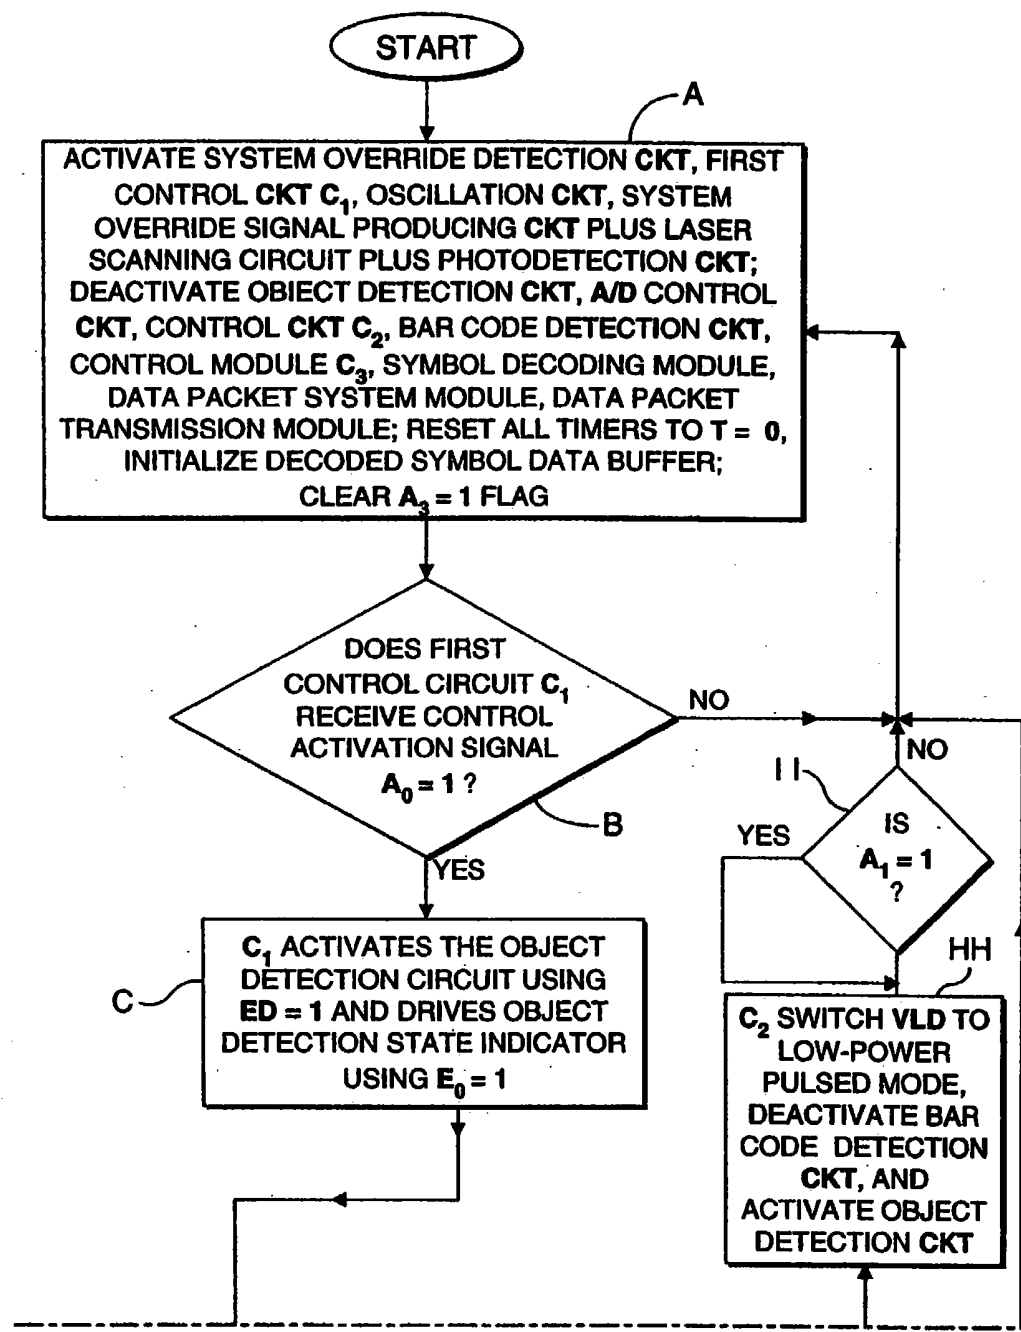 START
A
ACTIVATE SYSTEM OVERRIDE DETECTION CKT, FIRST
CONTROL CKT C₁, OSCILLATION CKT, SYSTEM
OVERRIDE SIGNAL PRODUCING CKT PLUS LASER
SCANNING CIRCUIT PLUS PHOTODETECTION CKT;
DEACTIVATE OBIECT DETECTION CKT, A/D CONTROL
CKT, CONTROL CKT C₂, BAR CODE DETECTION CKT,
CONTROL MODULE C₃, SYMBOL DECODING MODULE,
DATA PACKET SYSTEM MODULE, DATA PACKET
TRANSMISSION MODULE; RESET ALL TIMERS TO T = 0,
INITIALIZE DECODED SYMBOL DATA BUFFER;
CLEAR A₃ = 1 FLAG
DOES FIRST
CONTROL CIRCUIT C₁
RECEIVE CONTROL
ACTIVATION SIGNAL
A₀ = 1 ?
NO
B
YES
NO
II
IS
A₁ = 1
?
YES
C
C₁ ACTIVATES THE OBJECT
DETECTION CIRCUIT USING
ED = 1 AND DRIVES OBJECT
DETECTION STATE INDICATOR
USING E₀ = 1
HH
C₂ SWITCH VLD TO
LOW-POWER
PULSED MODE,
DEACTIVATE BAR
CODE DETECTION
CKT, AND
ACTIVATE OBJECT
DETECTION CKT